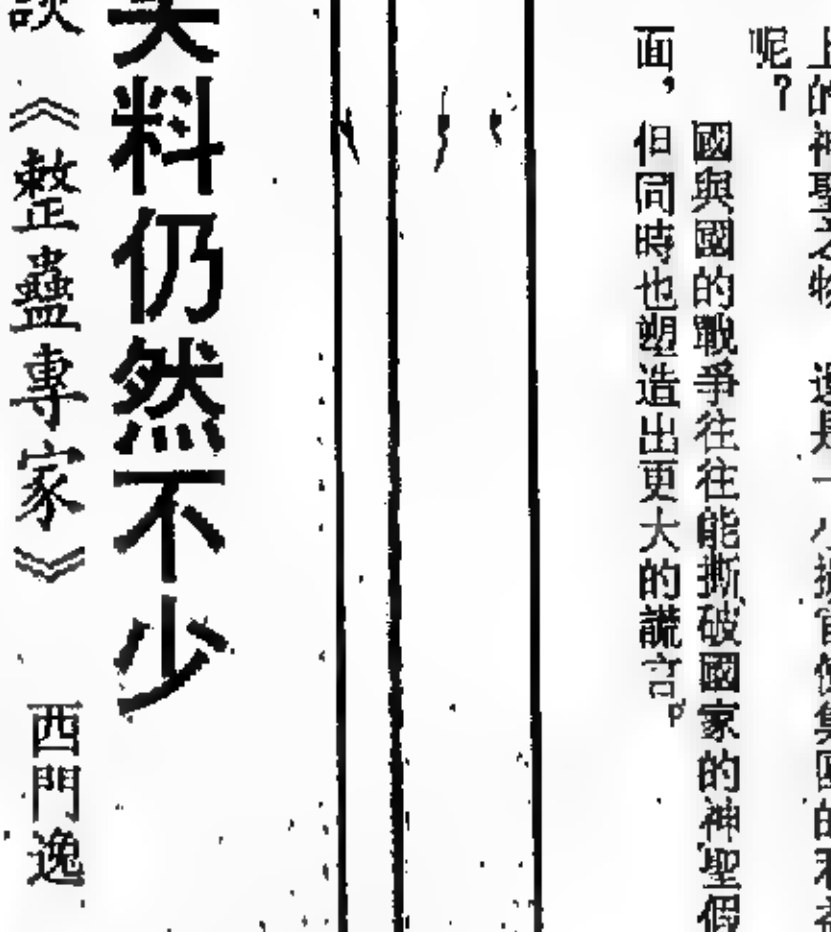 的神聖之物
呢？
國與國的戰爭往往能撕破國家的神聖假
面，但同時也塑造出更大的謊言。
料仍然不少
談《整蠱專家》 西門逸